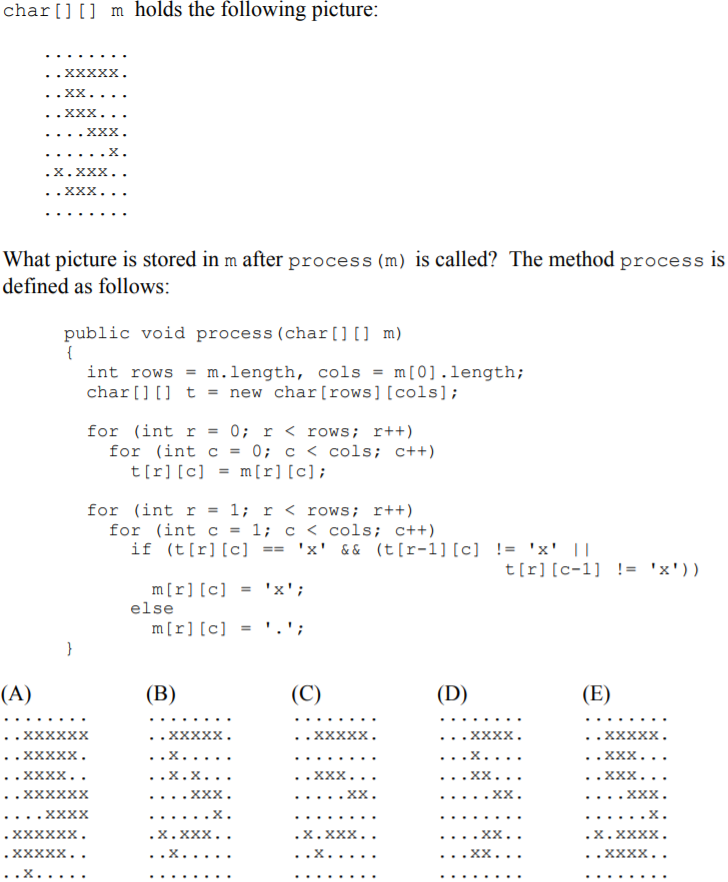 char[][] m holds the following picture:
........
..xxxxx.
..xx....
..xxx...
....xxx.
......x.
.x.xxx..
..xxx...
........
What picture is stored in m after process(m) is called? The method process is
defined as follows:
public void process(char[][] m)
{
int rows = m.length, cols = m[0].length;
char[][] t = new char[rows][cols];
for (int r = 0; r < rows; r++)
for (int c = 0; c < cols; c++)
t[r][c] = m[r][c];
for (int r = 1; r < rows; r++)
for (int c = 1; c < cols; c++)
if (t[r][c] == 'x' && (t[r-1][c] != 'x' ||
t[r][c-1] != 'x'))
m[r][c] = 'x';
else
m[r][c] = '.';
}
(A) (B) (C) (D) (E)
........ ........ ........ ........ ........
..xxxxxx ..xxxxx. ..xxxxx. ...xxxx. ..xxxxx.
..xxxxx. ..x..... ........ ...x.... ..xxx...
..xxxx.. ..x.x... ..xxx... ...xx... ..xxx...
..xxxxxx ....xxx. .....xx. .....xx. ....xxx.
....xxxx ......x. ........ ........ ......x.
.xxxxxx. .x.xxx.. .x.xxx.. ....xx.. .x.xxxx.
.xxxxx.. ..x..... ..x..... ...xx... ..xxxx..
..x..... ........ ........ ........ ........